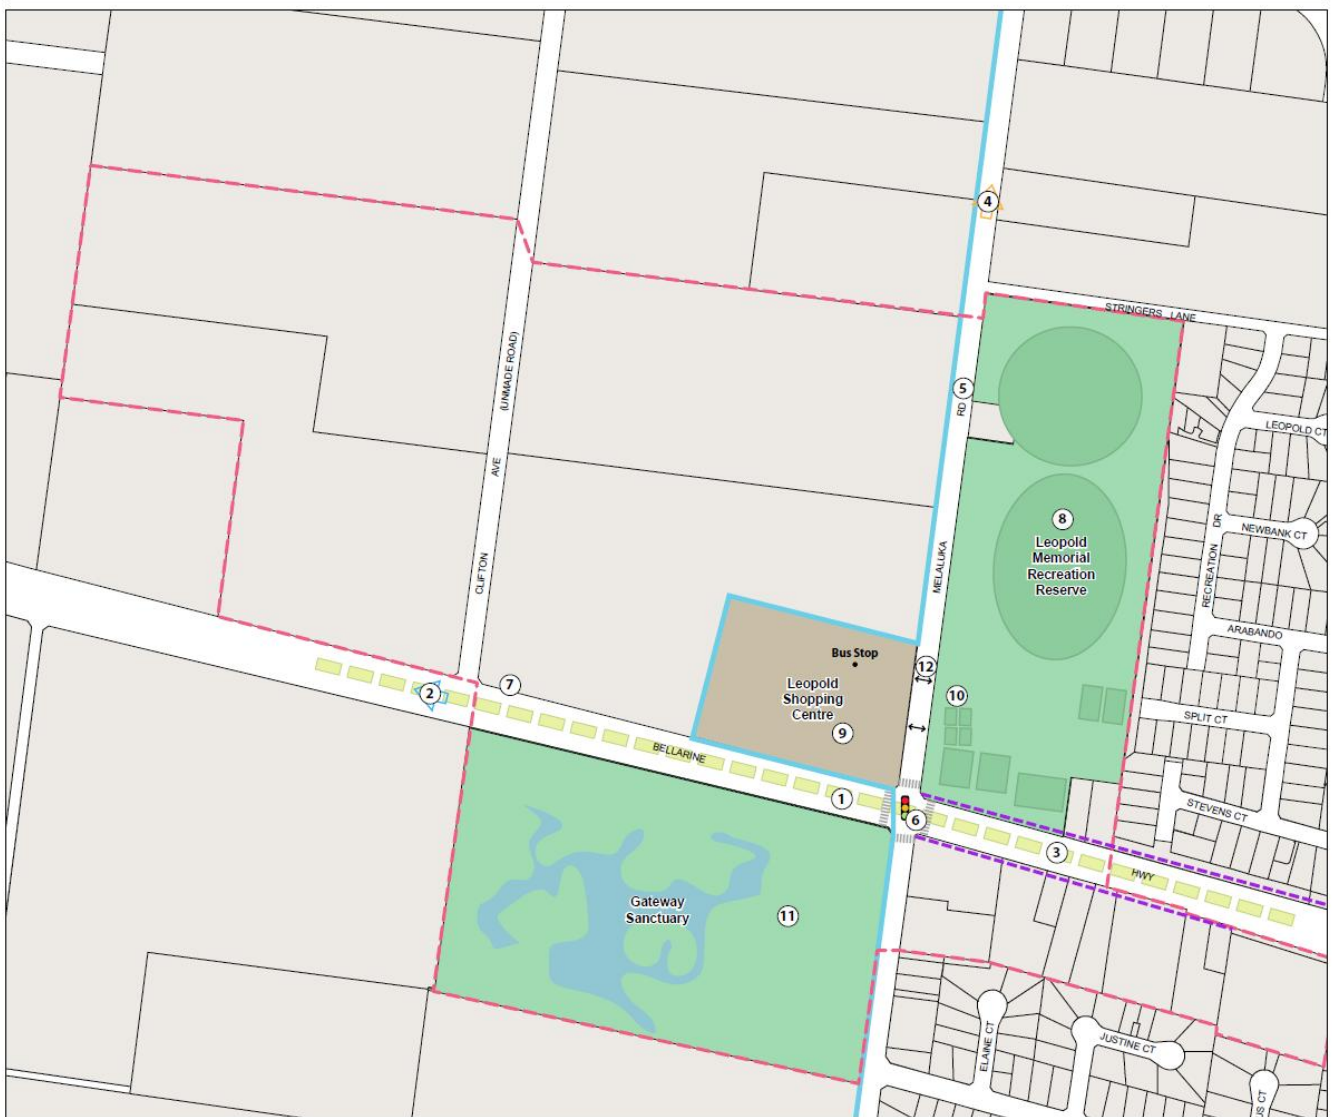 4
STRINGERS LANE
(UNMADE ROAD)
5
RD
LEOPOLD CT
AVE
8
Leopold
Memorial
Recreation
Reserve
DR
NEWBANK CT
MELALUKA
CLIFTON
RECREATION
ARABANDO
Bus Stop
12
7
Leopold
Shopping
Centre
2
10
9
SPLIT CT
BELLARINE
1
6
STEVENS CT
3
HWY
Gateway
Sanctuary
11
ELAINE CT
JUSTINE CT
US CT